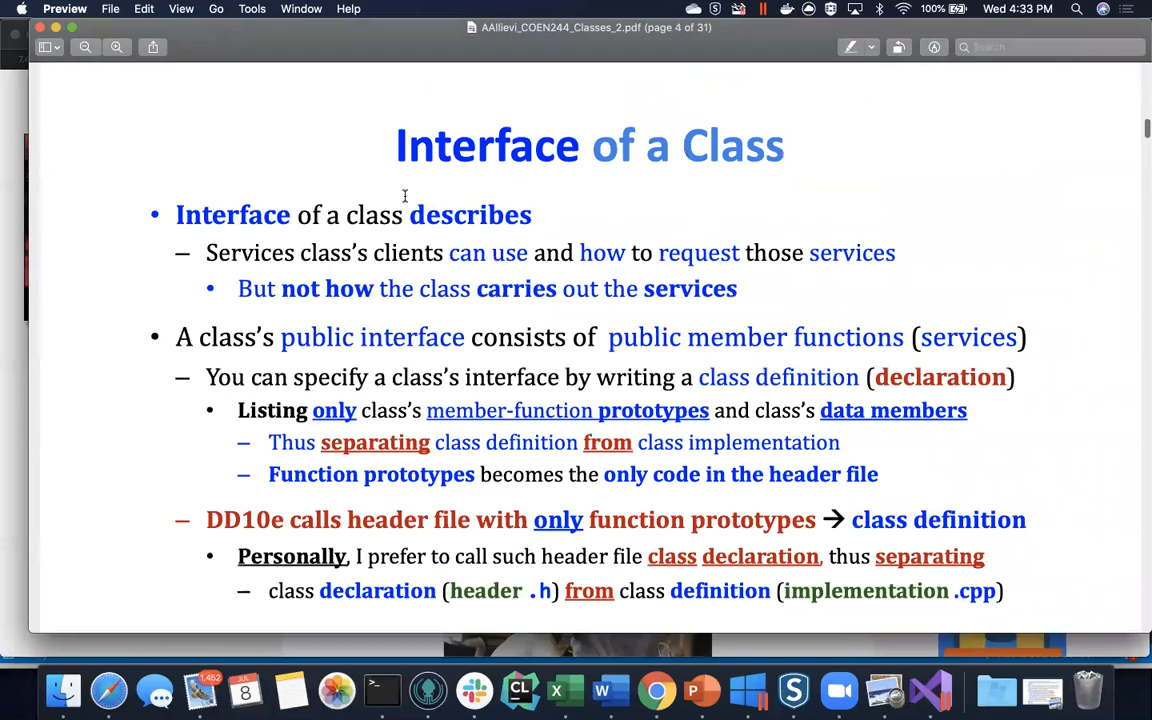 Preview File Edit View Go Tools Window Help 100% Wed 4:33 PM
AAllievi_COEN244_Classes_2.pdf (page 4 of 31)
Search
Interface of a Class
• Interface of a class describes
– Services class's clients can use and how to request those services
• But not how the class carries out the services
• A class's public interface consists of public member functions (services)
– You can specify a class's interface by writing a class definition (declaration)
• Listing only class's member-function prototypes and class's data members
– Thus separating class definition from class implementation
– Function prototypes becomes the only code in the header file
– DD10e calls header file with only function prototypes → class definition
• Personally, I prefer to call such header file class declaration, thus separating
– class declaration (header .h) from class definition (implementation .cpp)
1,452
JUL
8
CL
X
W
P
S